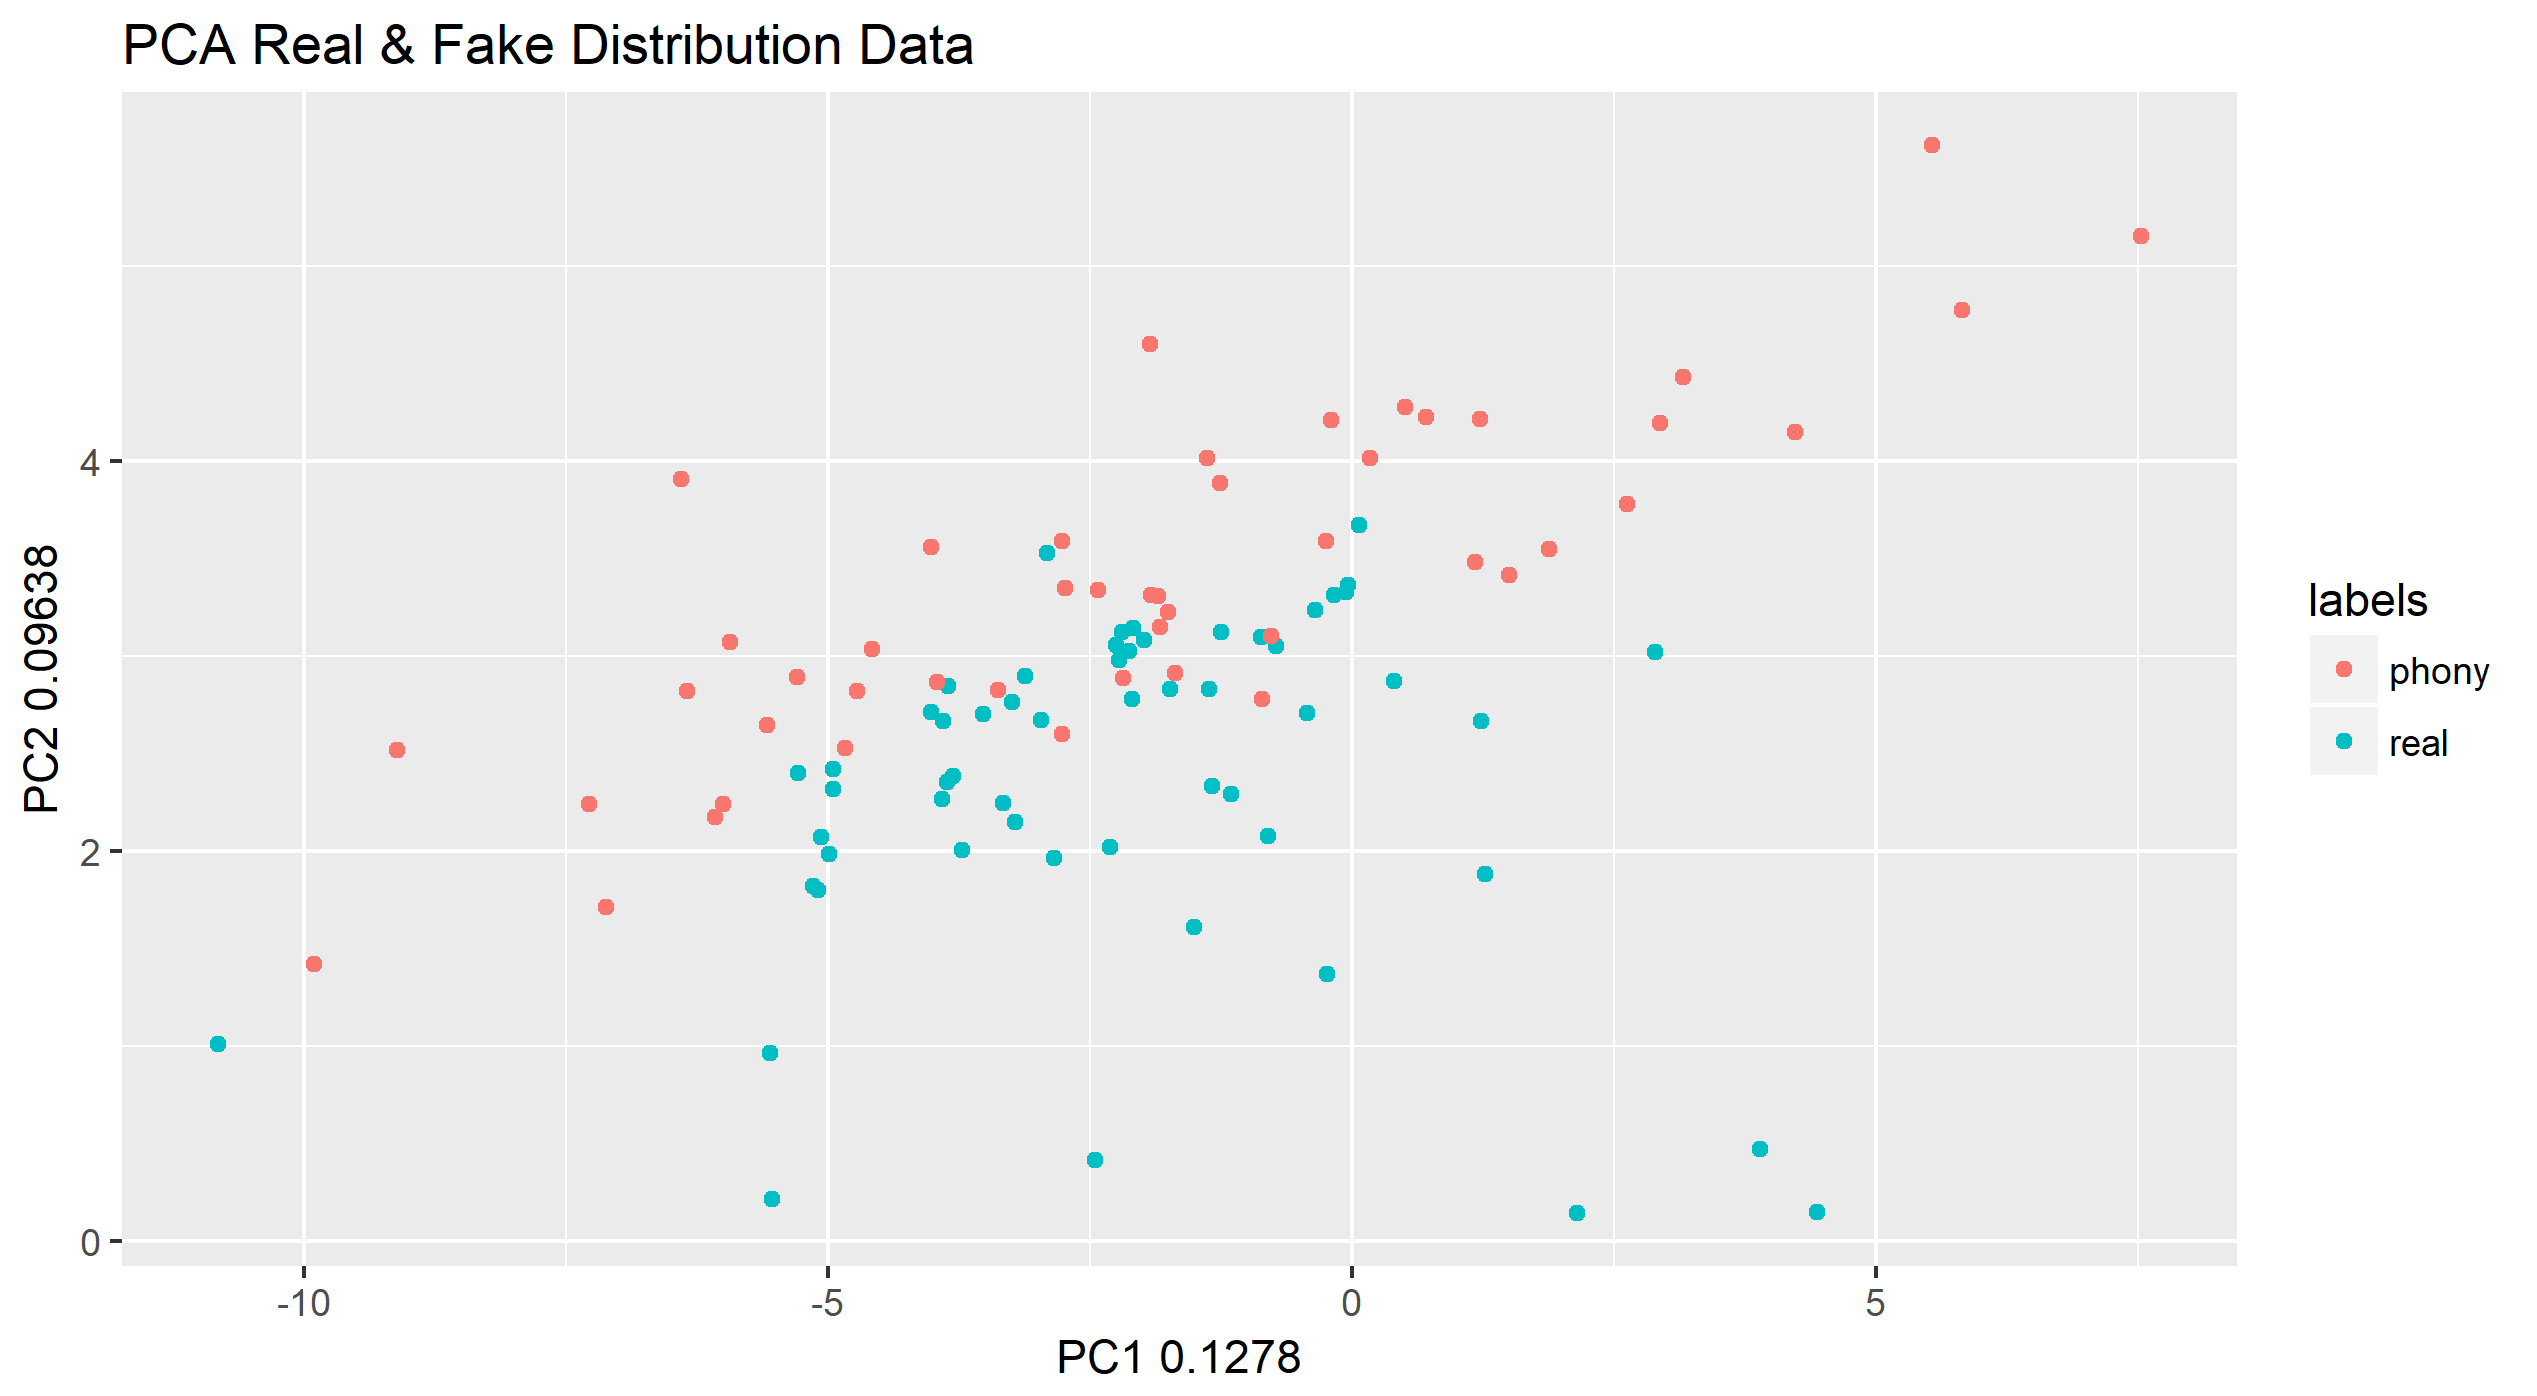 PCA Real & Fake Distribution Data
PC2 0.09638
4
2
0
-10
-5
0
5
PC1 0.1278
labels
phony
real